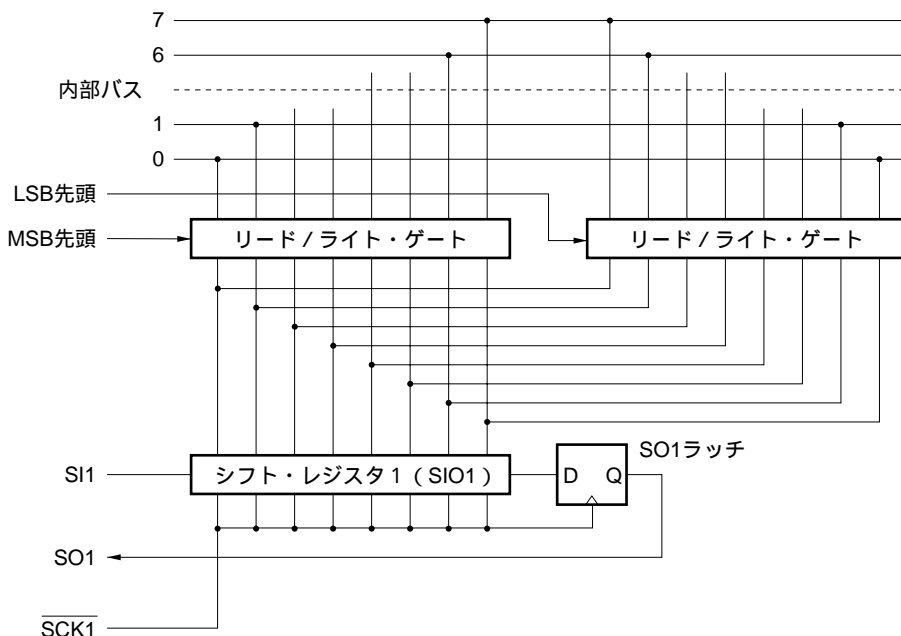 7
6
内部バス
1
0
LSB先頭
MSB先頭
リード / ライト・ゲート
リード / ライト・ゲート
SO1ラッチ
SI1
シフト・レジスタ1（SIO1）
D Q
SO1
SCK1